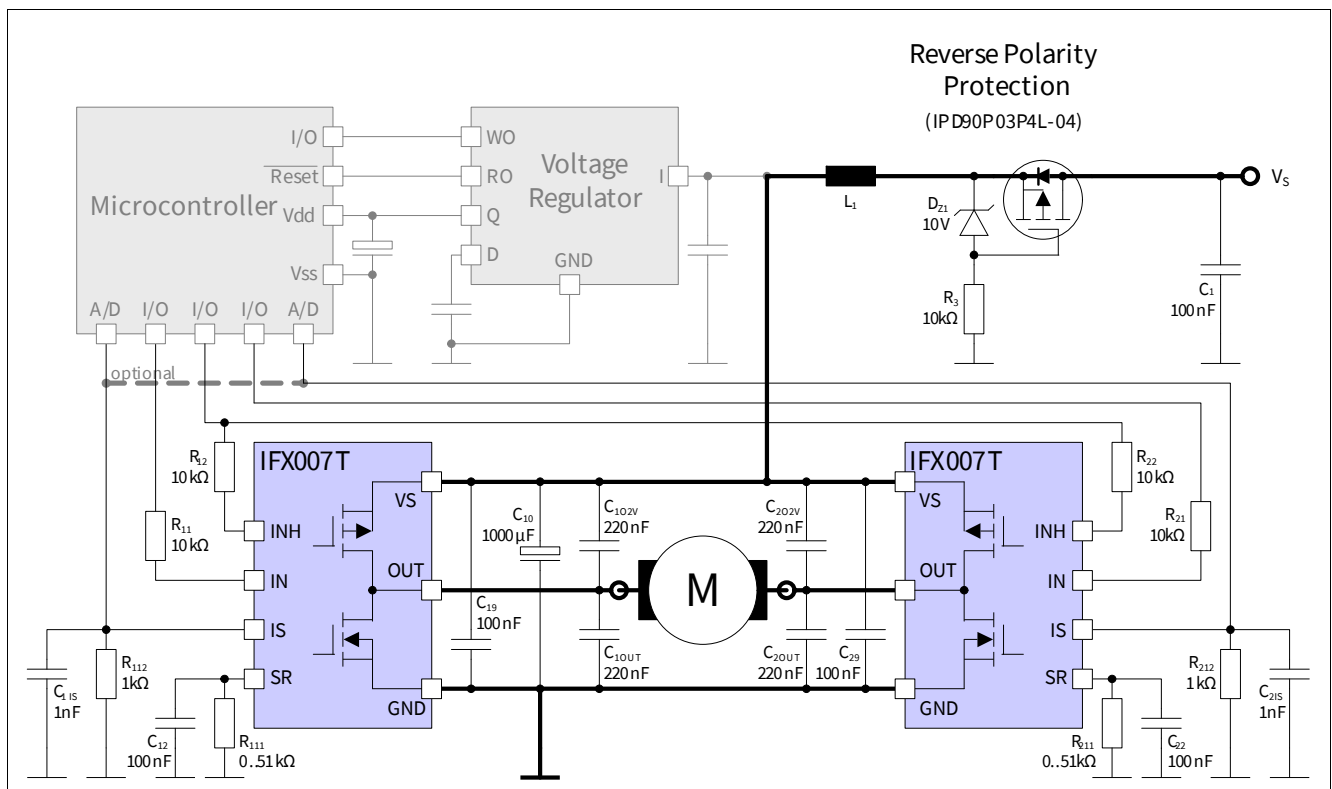 Reverse Polarity
Protection
(IPD90P03P4L-04)
I/O
WO
Voltage
Regulator
I
Reset
RO
Microcontroller
Vdd
Q
D
Vss
GND
A/D
I/O
I/O
I/O
A/D
optional
L1
DZ1
10V
VS
R3
10kΩ
C1
100nF
IFX007T
IFX007T
R12
10kΩ
R11
10kΩ
VS
INH
OUT
IN
IS
SR
GND
C10
1000µF
C19
100nF
C1O2V
220nF
C1OUT
220nF
M
C2O2V
220nF
C2OUT
220nF
C29
100nF
VS
INH
OUT
IN
IS
SR
GND
R22
10kΩ
R21
10kΩ
C1IS
1nF
R112
1kΩ
C12
100nF
R111
0..51kΩ
R211
0..51kΩ
C22
100nF
R212
1kΩ
C2IS
1nF